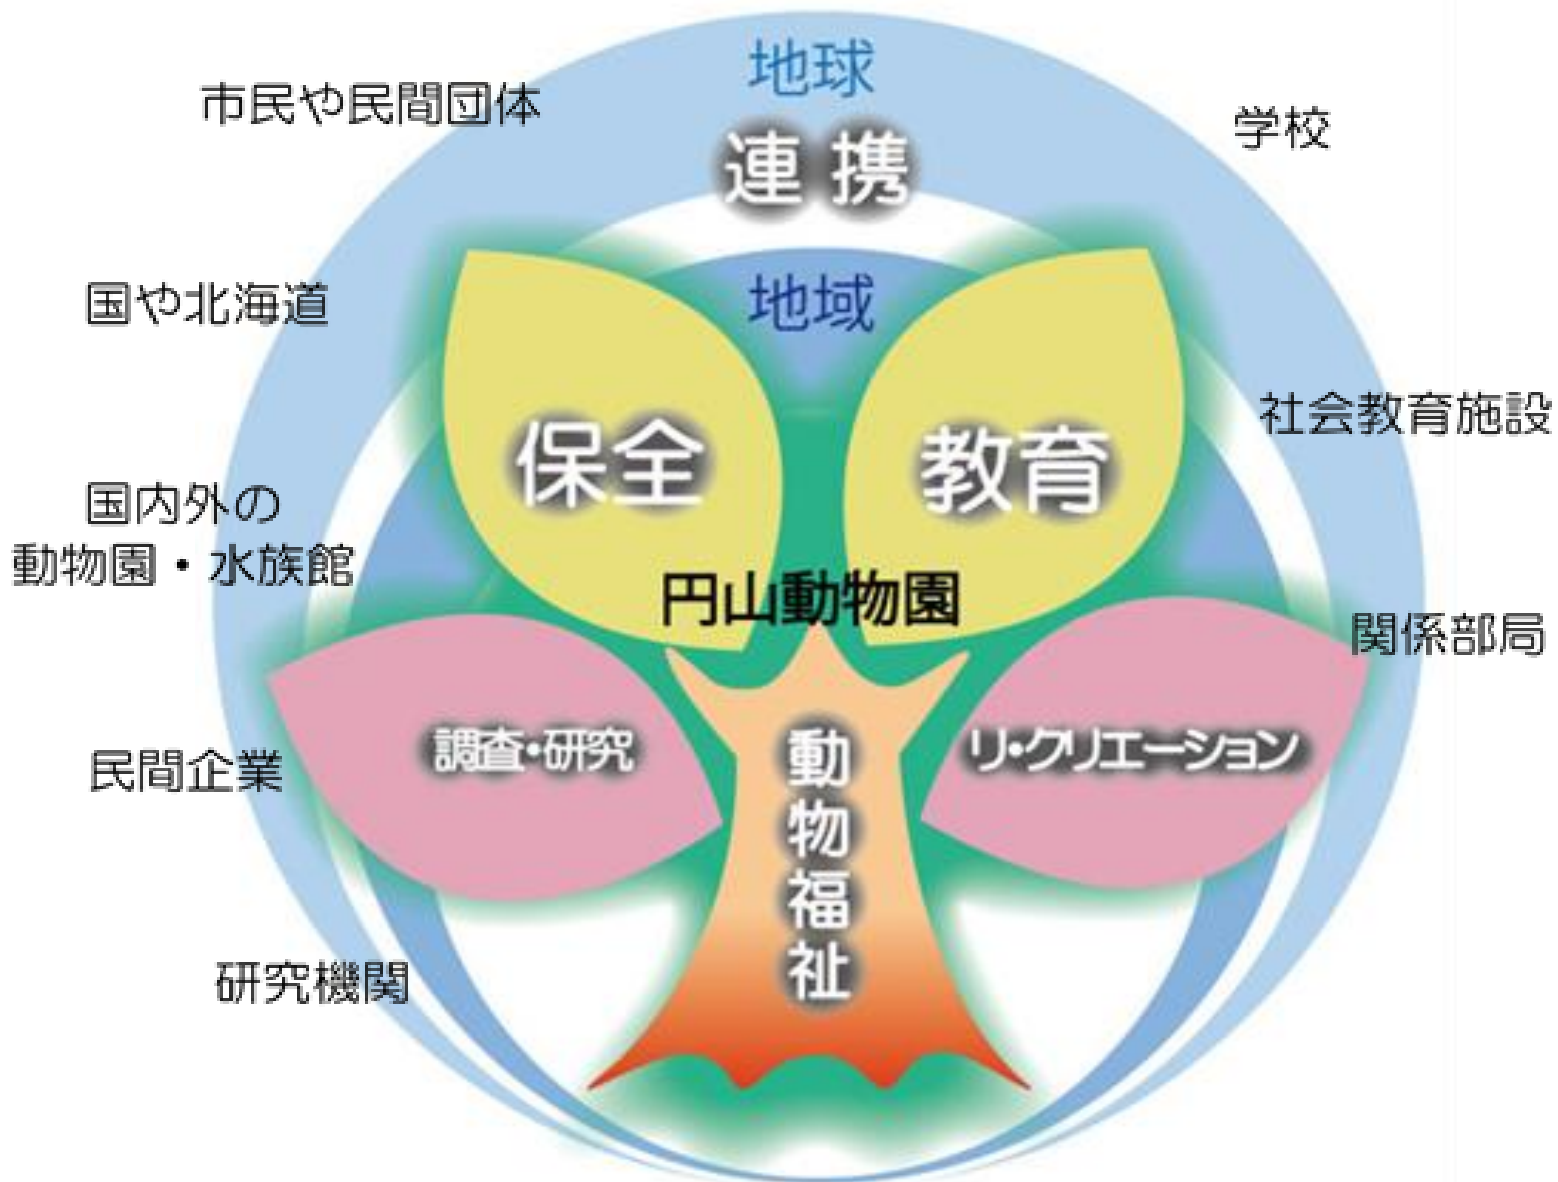 地球
市民や民間団体
学校
連携
国や北海道
地域
社会教育施設
保全
教育
国内外の
動物園・水族館
円山動物園
関係部局
調査・研究
動物福祉
リ・クリエーション
民間企業
研究機関